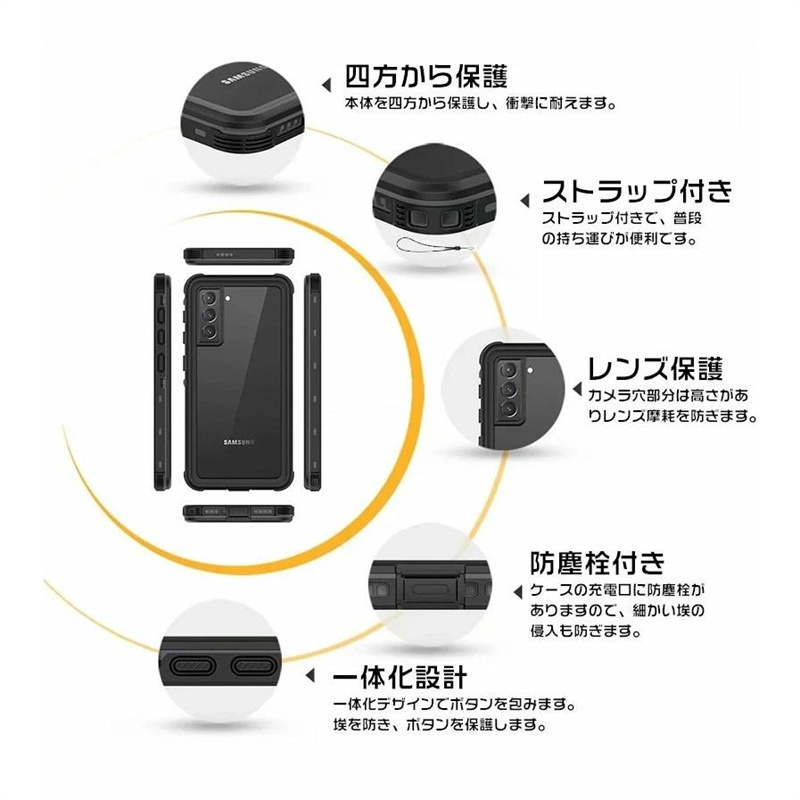 SAMSUNG
四方から保護
本体を四方から保護し、衝撃に耐えます。
ストラップ付き
ストラップ付きで、普段
の持ち運びが便利です。
レンズ保護
カメラ穴部分は高さがあ
りレンズ摩耗を防ぎます。
SAMSUNG
防塵栓付き
ケースの充電口に防塵栓が
ありますので、細かい埃の
侵入も防ぎます。
一体化設計
一体化デザインでボタンを包みます。
埃を防き、ボタンを保護します。